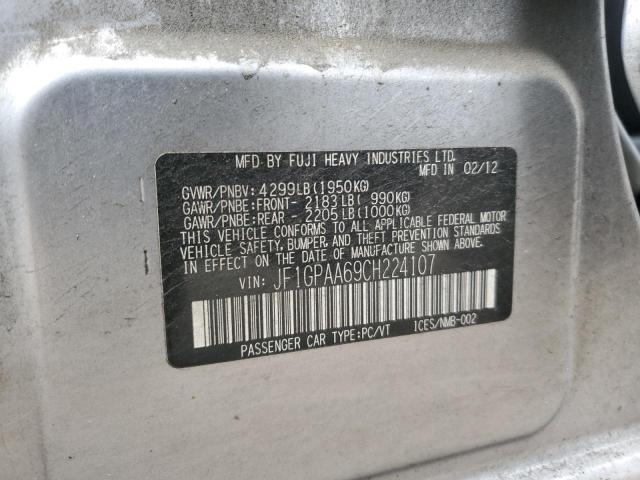 MFD BY FUJI HEAVY INDUSTRIES LTD.
MFD IN 02/12
GVWR/PNBV: 4299LB(1950KG)
GAWR/PNBE:FRONT- 2183LB( 990KG)
GAWR/PNBE:REAR - 2205LB(1000KG)
THIS VEHICLE CONFORMS TO ALL APPLICABLE FEDERAL MOTOR
VEHICLE SAFETY, BUMPER, AND THEFT PREVENTION STANDARDS
IN EFFECT ON THE DATE OF MANUFACTURE SHOWN ABOVE.
VIN: JF1GPAA69CH224107
PASSENGER CAR TYPE:PC/VT ICES/NMB-002